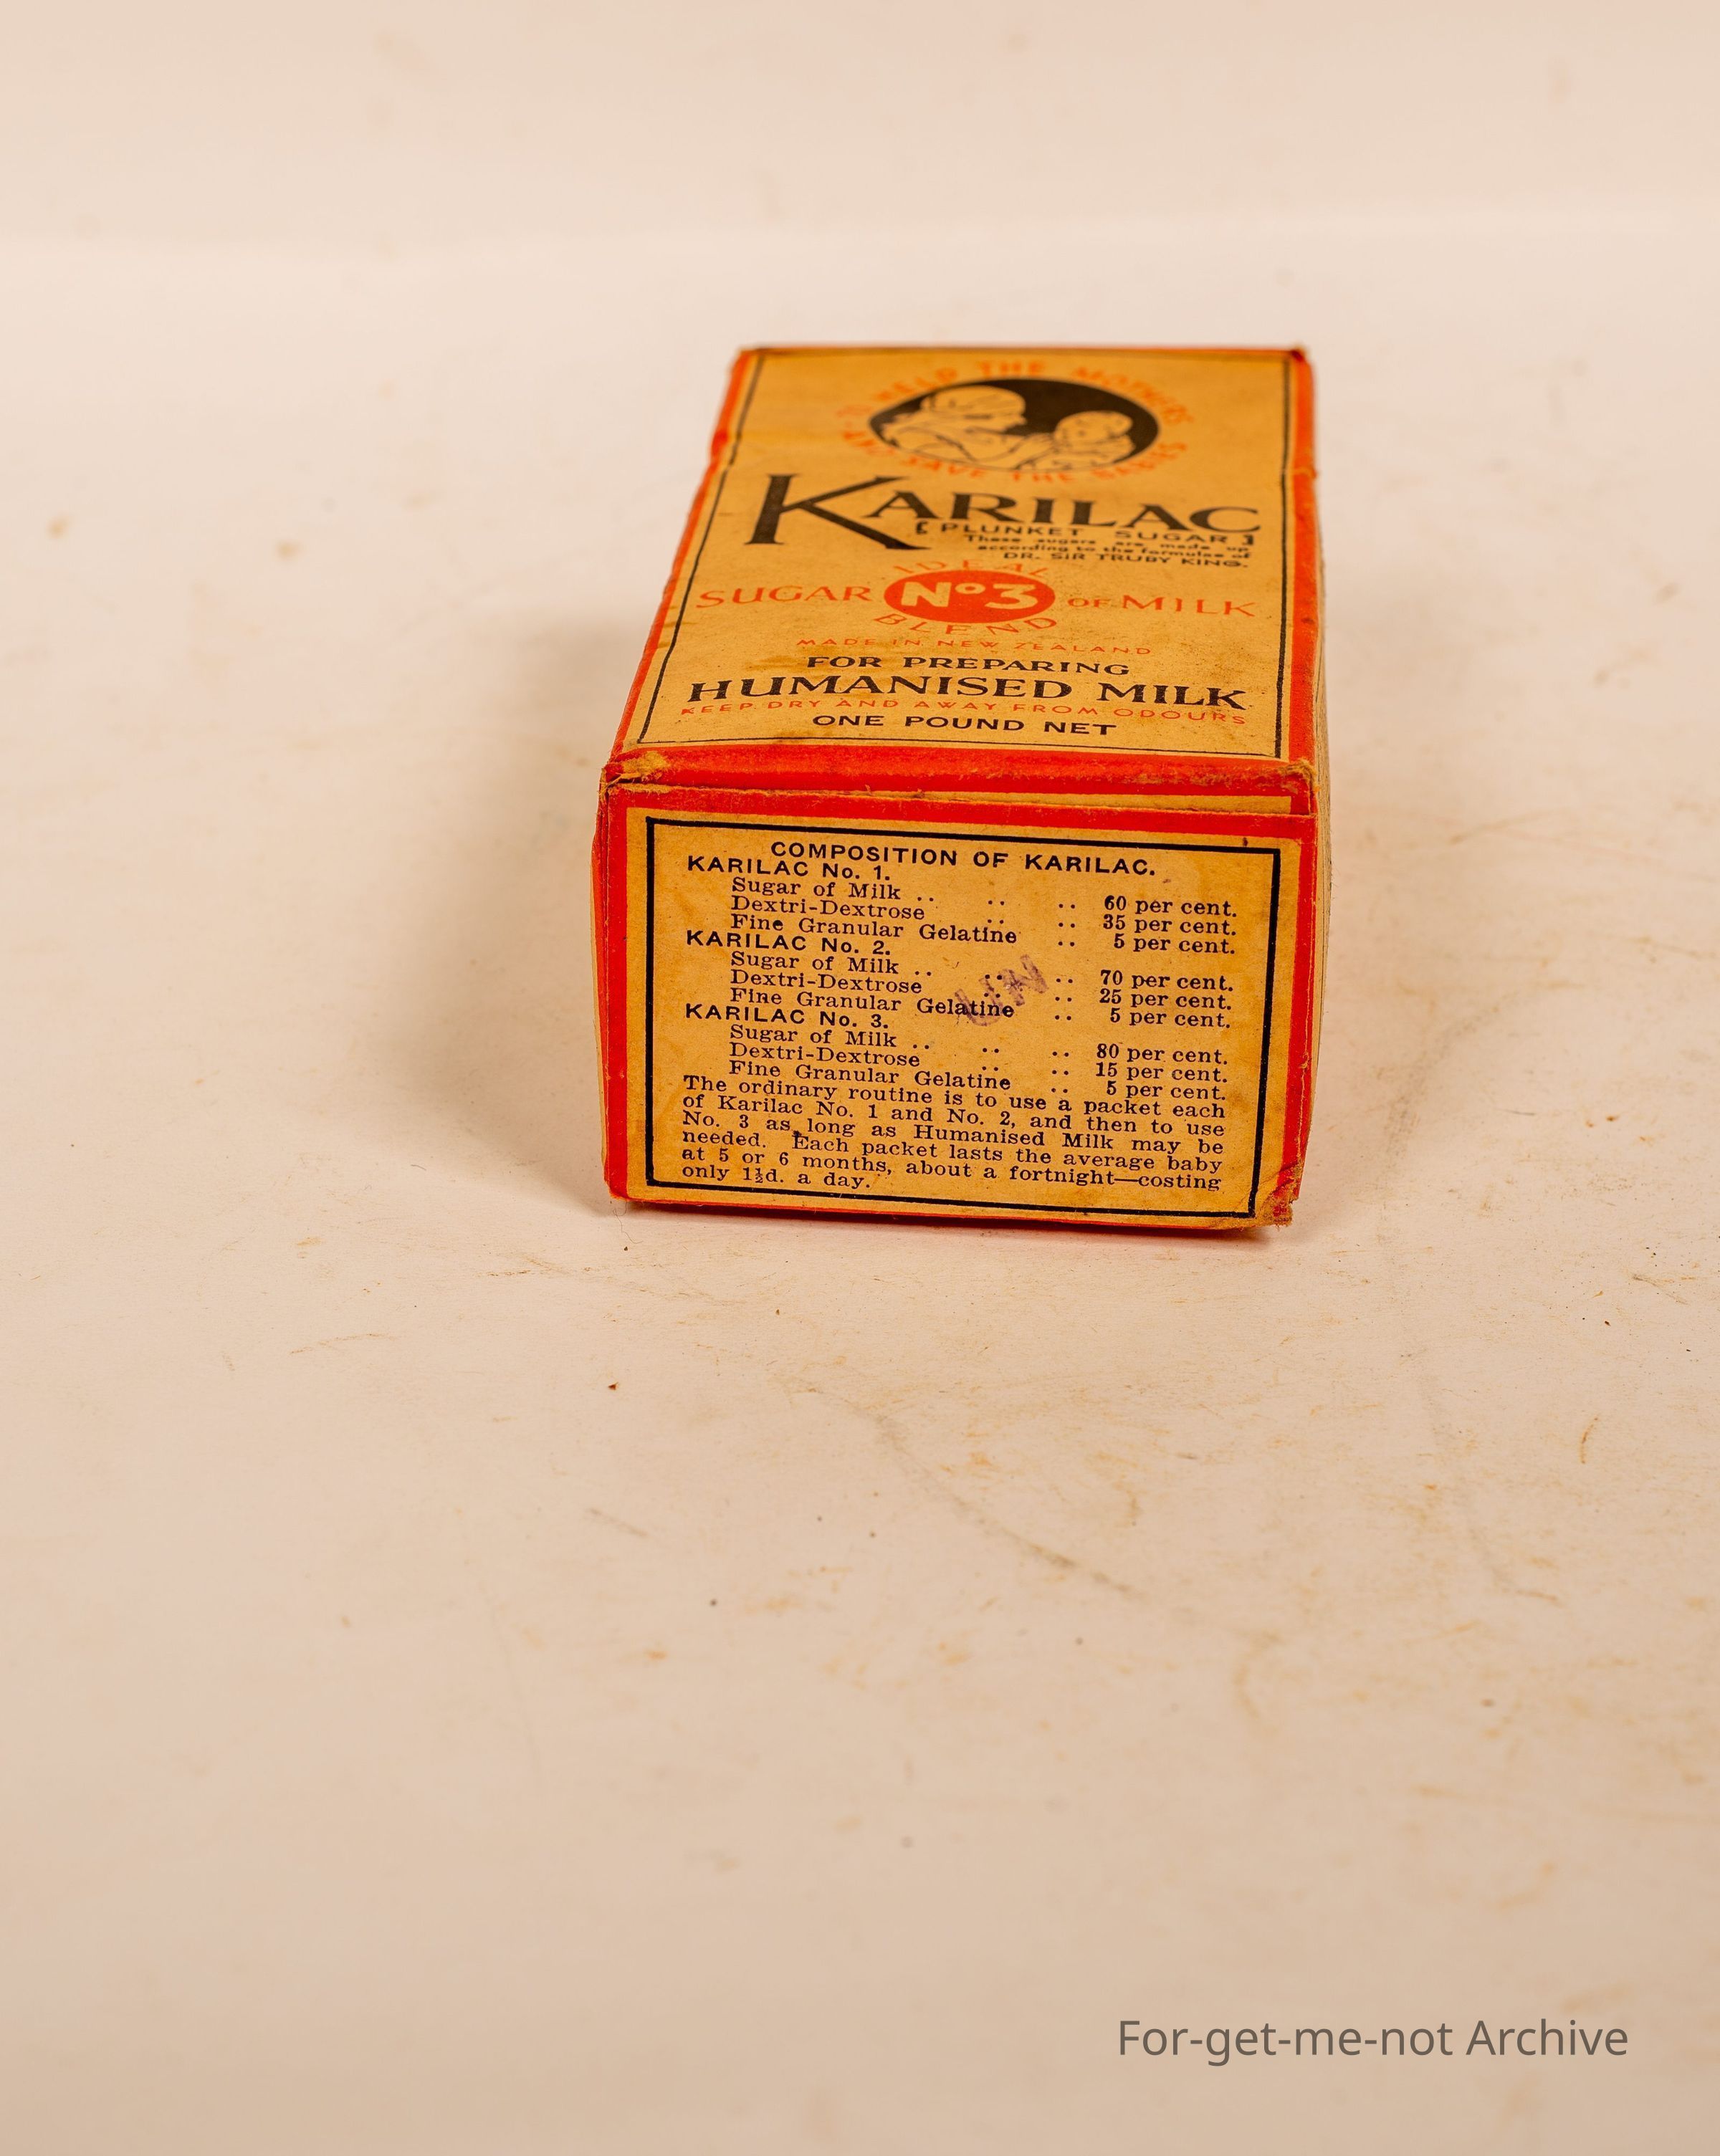 TO HELP THE MOTHERS
AND SAVE THE BABIES
KARILAC
[PLUNKET SUGAR]
These sugars are made up
according to the formulae of
DR. SIR TRUBY KING.
IDEAL
SUGAR No3 OF MILK
BLEND
MADE IN NEW ZEALAND
FOR PREPARING
HUMANISED MILK
KEEP DRY AND AWAY FROM ODOURS
ONE POUND NET
COMPOSITION OF KARILAC.
KARILAC No. 1.
Sugar of Milk .. .. .. 60 per cent.
Dextri-Dextrose .. .. 35 per cent.
Fine Granular Gelatine .. 5 per cent.
KARILAC No. 2.
Sugar of Milk .. .. .. 70 per cent.
Dextri-Dextrose .. 25 per cent.
Fine Granular Gelatine .. 5 per cent.
KARILAC No. 3.
Sugar of Milk .. .. .. 80 per cent.
Dextri-Dextrose .. .. 15 per cent.
Fine Granular Gelatine .. 5 per cent.
The ordinary routine is to use a packet each
of Karilac No. 1 and No. 2, and then to use
No. 3 as long as Humanised Milk may be
needed. Each packet lasts the average baby
at 5 or 6 months, about a fortnight—costing
only 1½d. a day.
For-get-me-not Archive